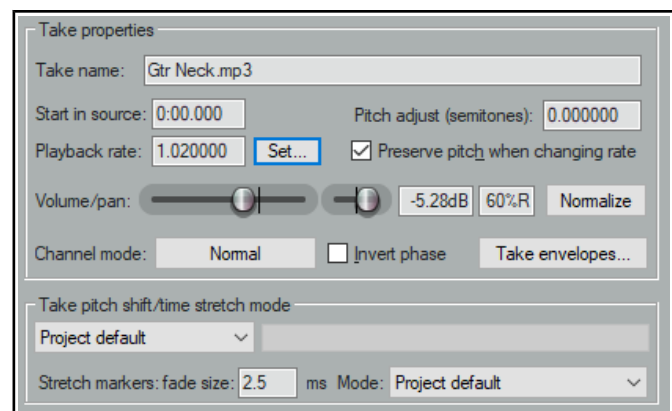 Take properties
Take name: Gtr Neck.mp3
Start in source: 0:00.000 Pitch adjust (semitones): 0.000000
Playback rate: 1.020000 Set... Preserve pitch when changing rate
Volume/pan: -5.28dB 60%R Normalize
Channel mode: Normal Invert phase Take envelopes...
Take pitch shift/time stretch mode
Project default
Stretch markers: fade size: 2.5 ms Mode: Project default